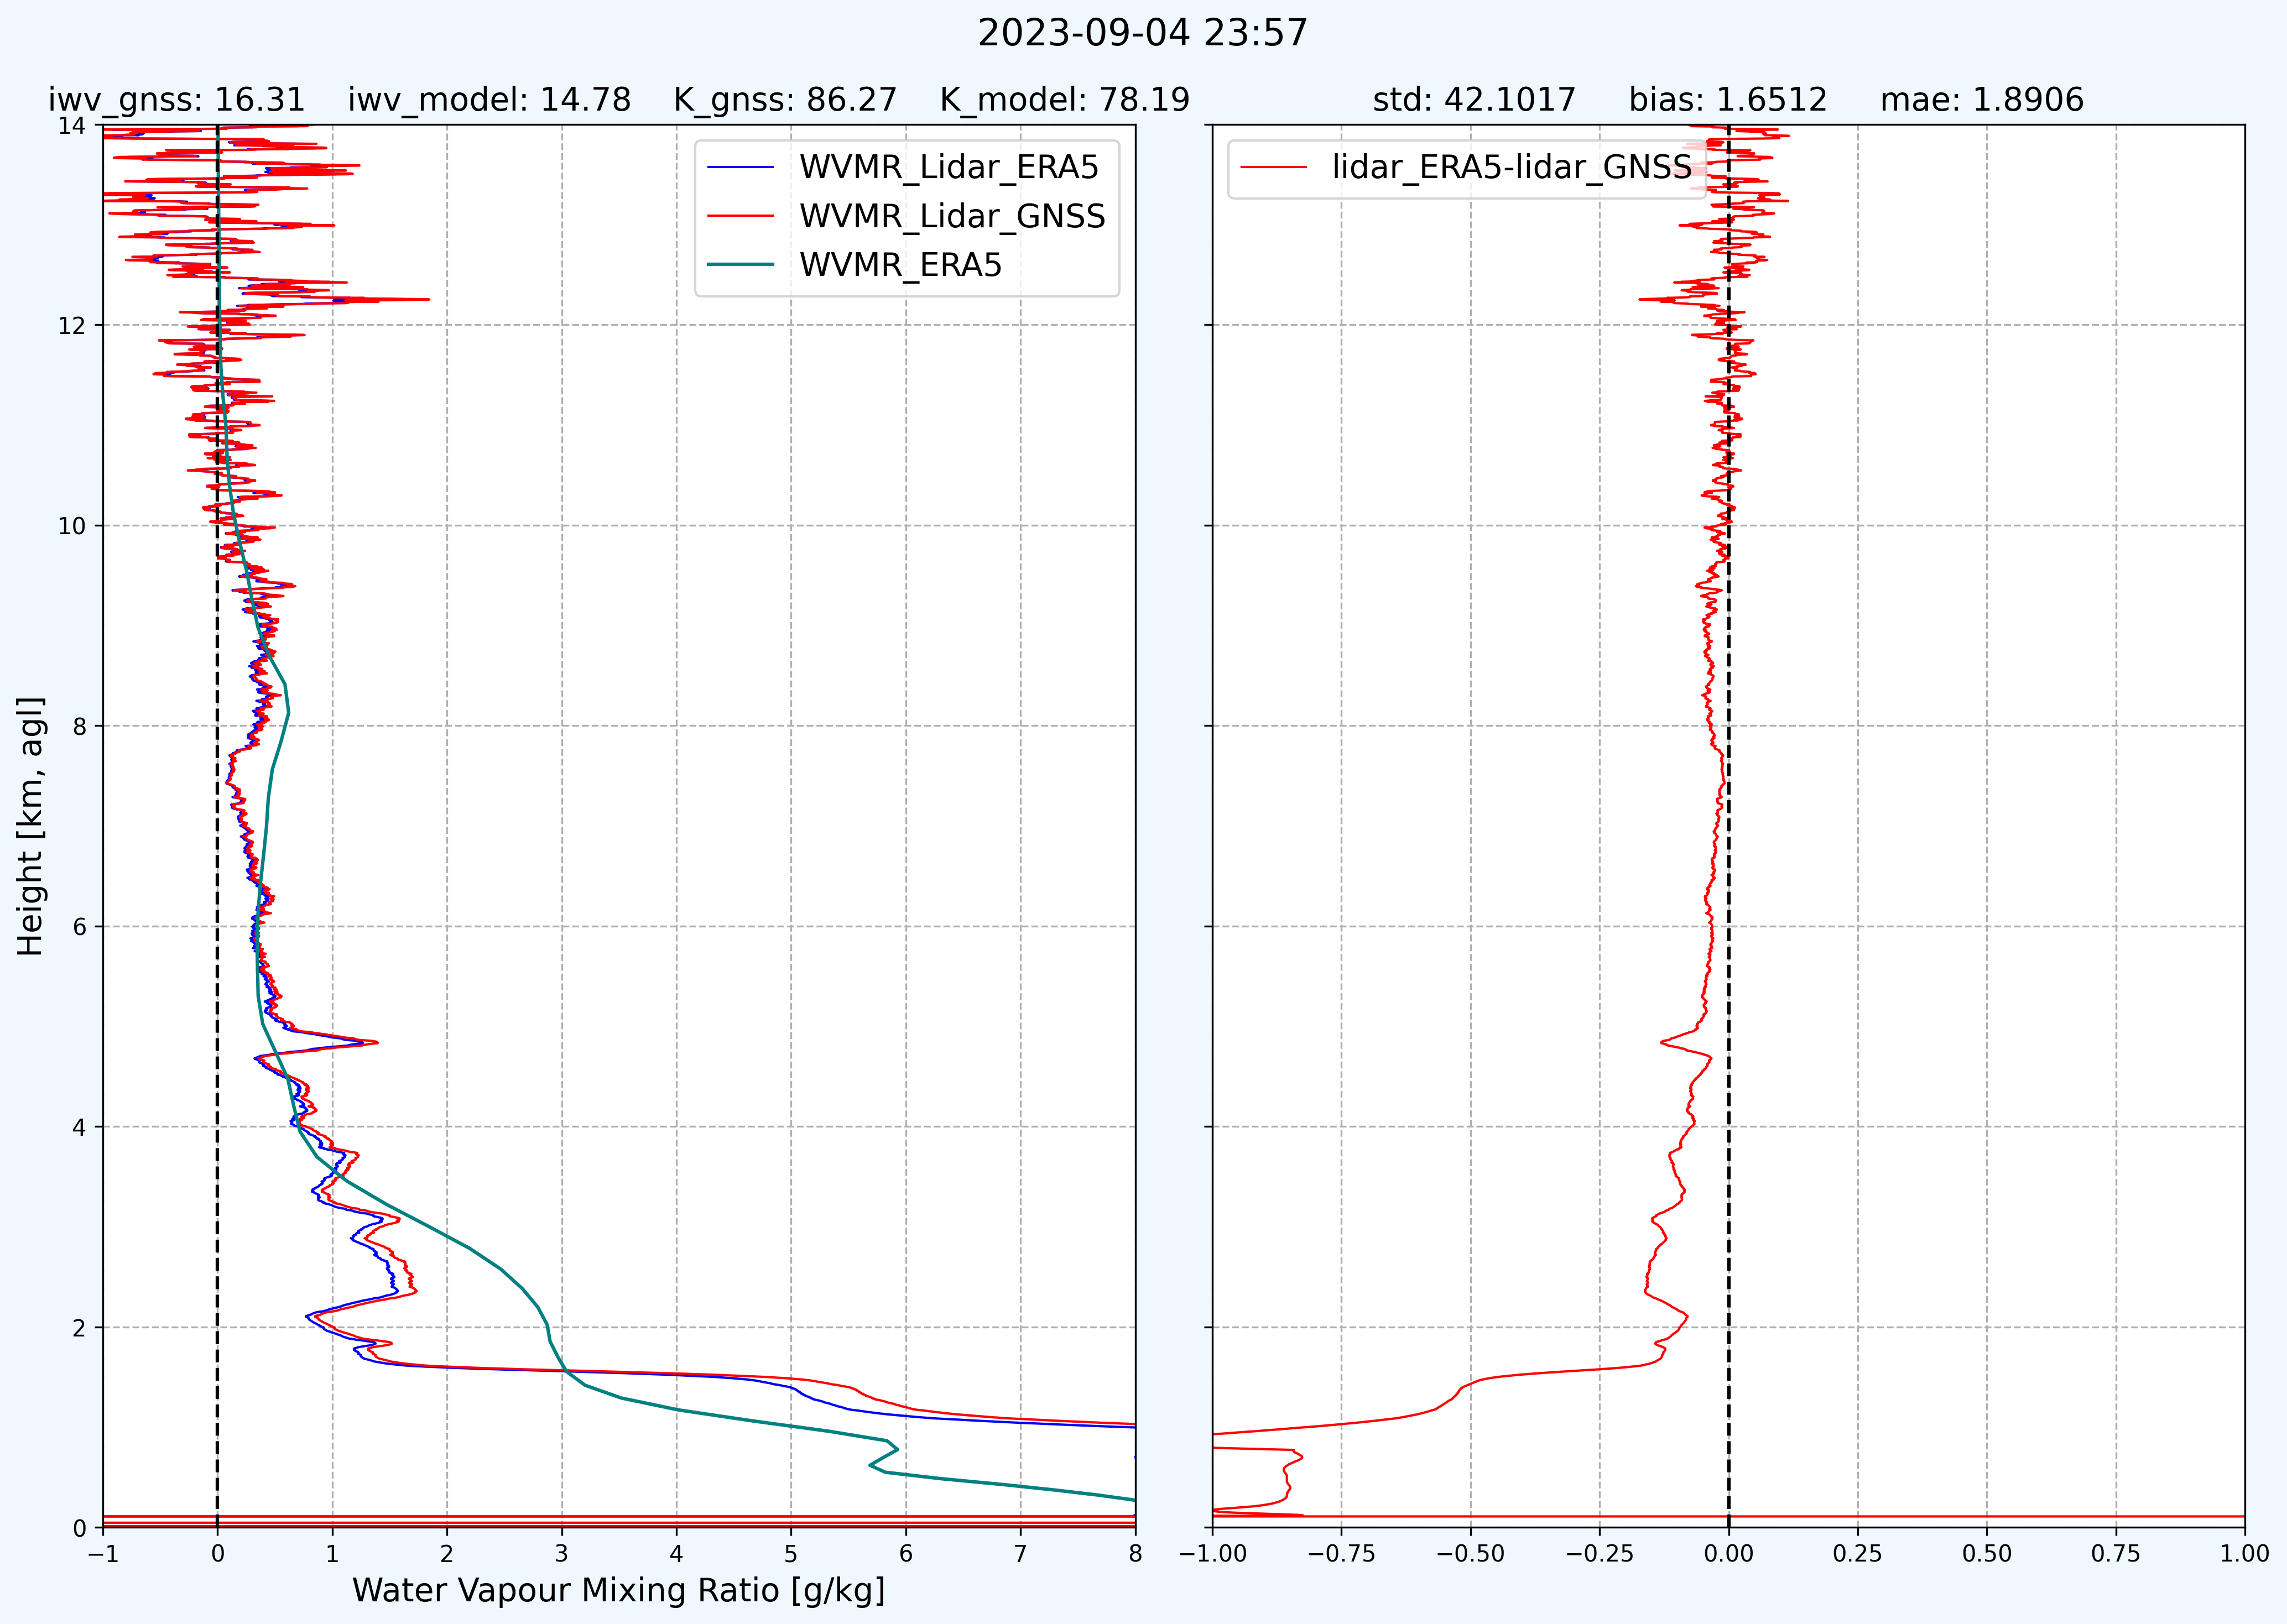 2023-09-04 23:57
iwv_gnss: 16.31 iwv_model: 14.78 K_gnss: 86.27 K_model: 78.19
std: 42.1017 bias: 1.6512 mae: 1.8906
WVMR_Lidar_ERA5
WVMR_Lidar_GNSS
WVMR_ERA5
lidar_ERA5-lidar_GNSS
Height [km, agl]
14
12
10
8
6
4
2
0
−1 0 1 2 3 4 5 6 7 8
Water Vapour Mixing Ratio [g/kg]
−1.00 −0.75 −0.50 −0.25 0.00 0.25 0.50 0.75 1.00